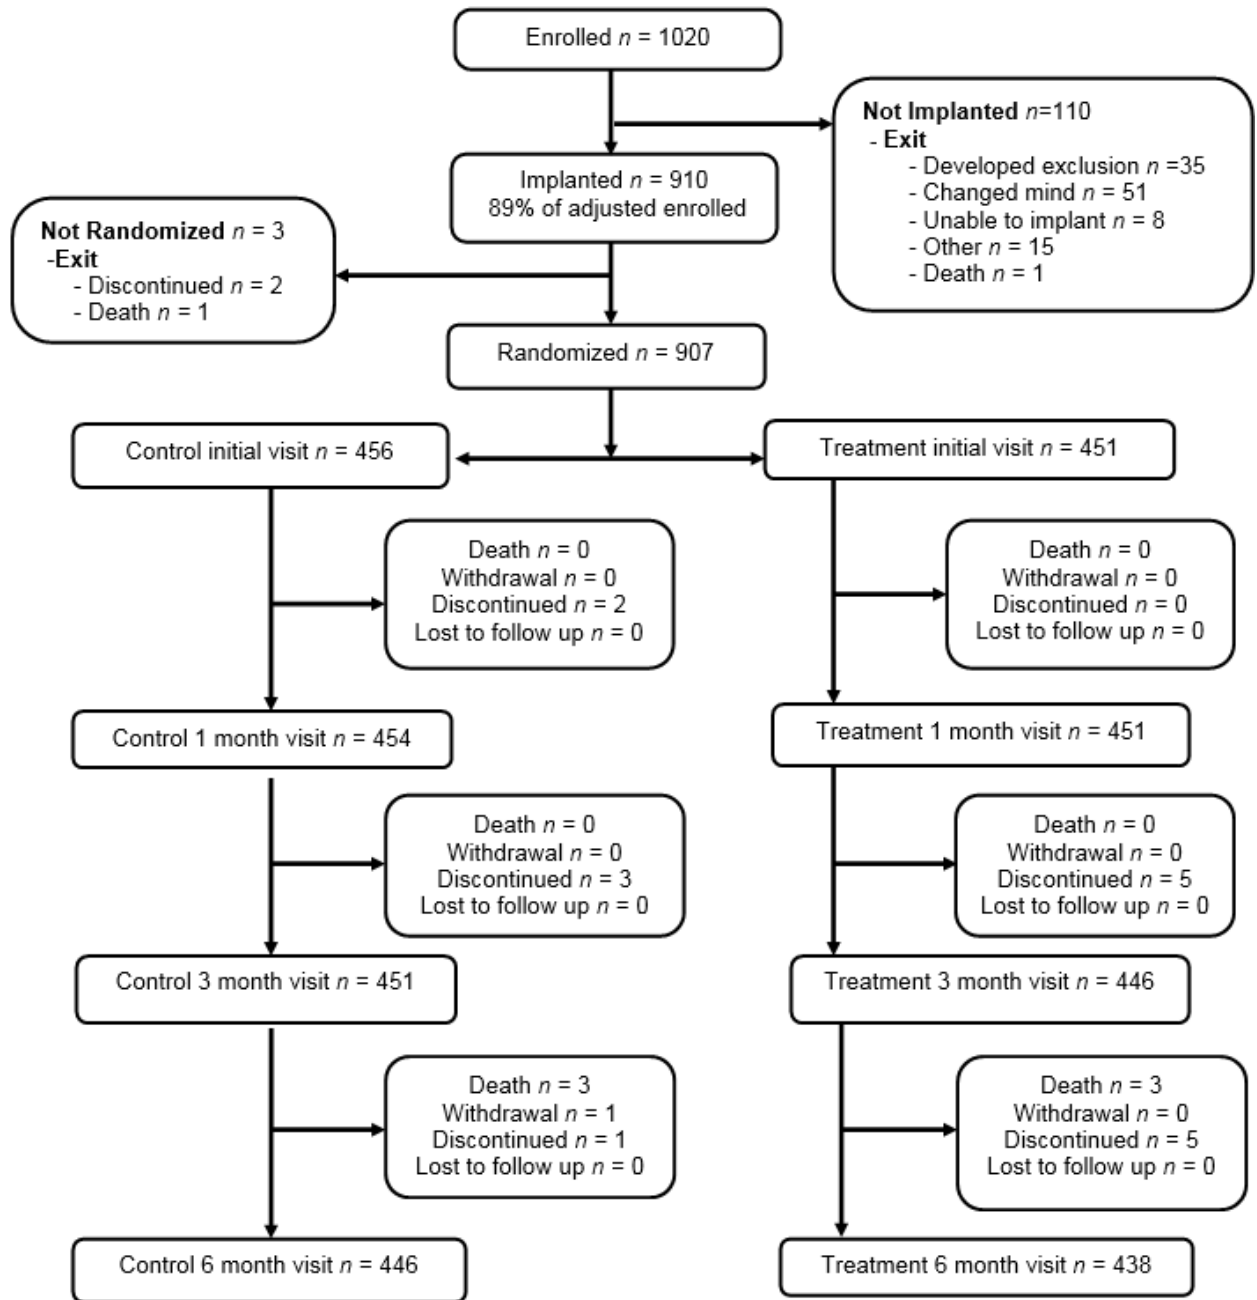 Enrolled n = 1020
Not Implanted n=110
- Exit
- Developed exclusion n =35
- Changed mind n = 51
- Unable to implant n = 8
- Other n = 15
- Death n = 1
Implanted n = 910
89% of adjusted enrolled
Not Randomized n = 3
-Exit
- Discontinued n = 2
- Death n = 1
Randomized n = 907
Control initial visit n = 456
Treatment initial visit n = 451
Death n = 0
Withdrawal n = 0
Discontinued n = 2
Lost to follow up n = 0
Death n = 0
Withdrawal n = 0
Discontinued n = 0
Lost to follow up n = 0
Control 1 month visit n = 454
Treatment 1 month visit n = 451
Death n = 0
Withdrawal n = 0
Discontinued n = 3
Lost to follow up n = 0
Death n = 0
Withdrawal n = 0
Discontinued n = 5
Lost to follow up n = 0
Control 3 month visit n = 451
Treatment 3 month visit n = 446
Death n = 3
Withdrawal n = 1
Discontinued n = 1
Lost to follow up n = 0
Death n = 3
Withdrawal n = 0
Discontinued n = 5
Lost to follow up n = 0
Control 6 month visit n = 446
Treatment 6 month visit n = 438